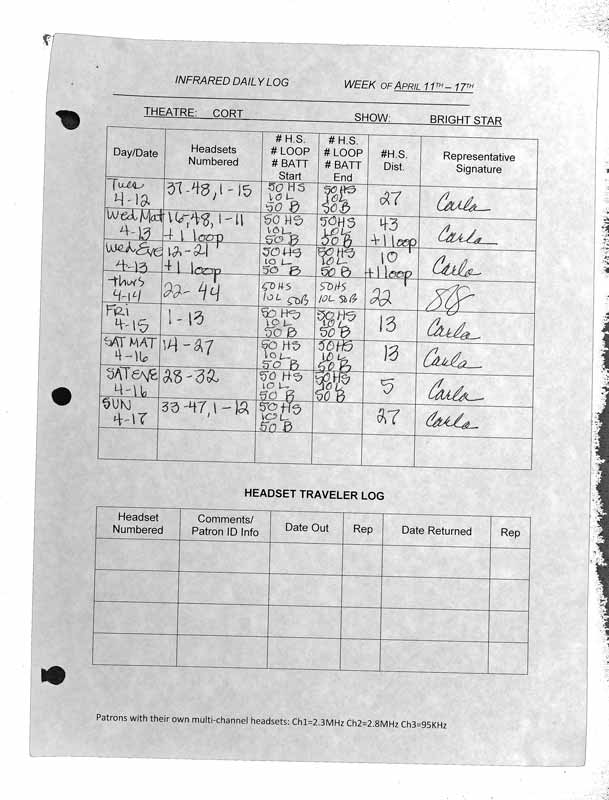 INFRARED DAILY LOG WEEK OF APRIL 11TH – 17TH
THEATRE: CORT SHOW: BRIGHT STAR
Day/Date Headsets Numbered # H.S. # LOOP # BATT Start # H.S. # LOOP # BATT End #H.S. Dist. Representative Signature
Tues 4-12 37-48, 1-15 50 HS 10 L 50 B 50 HS 10 L 50 B 27 Carla
Wed Mat 4-13 16-48, 1-11 +1 loop 50 HS 10 L 50 B 50 HS 10 L 50 B 43 +1 loop Carla
Wed Eve 4-13 12-21 +1 loop 50 HS 10 L 50 B 50 HS 10 L 50 B 10 +1 loop Carla
Thurs 4-14 22-44 50 HS 10 L 50 B 50 HS 10 L 50 B 22
FRI 4-15 1-13 50 HS 10 L 50 B 50 HS 10 L 50 B 13 Carla
SAT MAT 4-16 14-27 50 HS 10 L 50 B 50 HS 10 L 50 B 13 Carla
SAT EVE 4-16 28-32 50 HS 10 L 50 B 50 HS 10 L 50 B 5 Carla
SUN 4-17 33-47, 1-12 50 HS 10 L 50 B 27 Carla
HEADSET TRAVELER LOG
Headset Numbered Comments/ Patron ID Info Date Out Rep Date Returned Rep
Patrons with their own multi-channel headsets: Ch1=2.3MHz Ch2=2.8MHz Ch3=95KHz